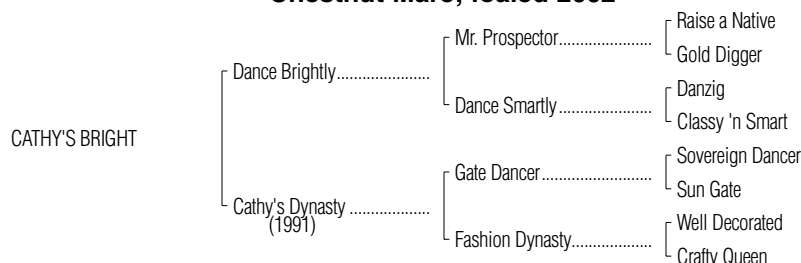 Chestnut Mare; foaled 2002
Raise a Native
Mr. Prospector
Gold Digger
Dance Brightly
Danzig
Dance Smartly
Classy 'n Smart
CATHY'S BRIGHT
Sovereign Dancer
Gate Dancer
Sun Gate
Cathy's Dynasty
(1991)
Well Decorated
Fashion Dynasty
Crafty Queen